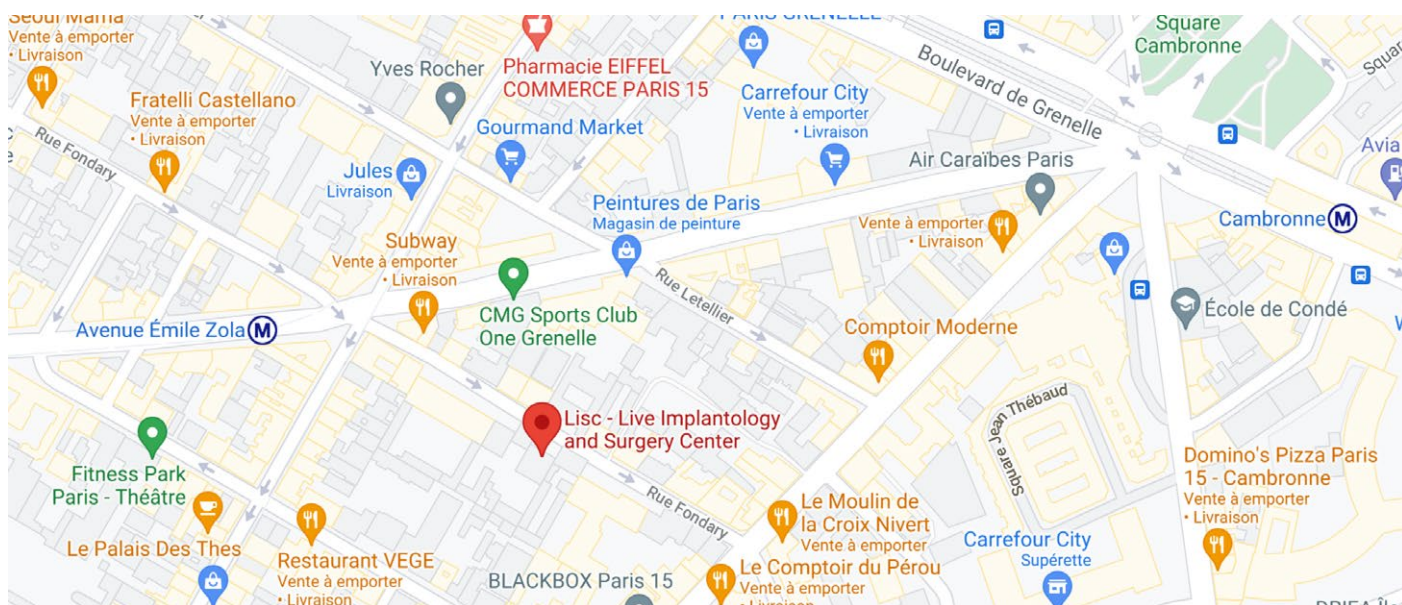 Seoul Mama
Vente à emporter
• Livraison
Fratelli Castellano
Vente à emporter
• Livraison
Rue Fondary
Yves Rocher
Pharmacie EIFFEL
COMMERCE PARIS 15
Gourmand Market
Jules
Livraison
PARIS GRENELLE
Boulevard de Grenelle
Carrefour City
Vente à emporter
• Livraison
Square
Cambronne
Air Caraïbes Paris
Avia
Peintures de Paris
Magasin de peinture
Vente à emporter
• Livraison
Cambronne M
Subway
Vente à emporter
• Livraison
Rue Letellier
Avenue Émile Zola M
CMG Sports Club
One Grenelle
Comptoir Moderne
École de Condé
Lisc - Live Implantology
and Surgery Center
Square Jean Thébaud
Fitness Park
Paris - Théâtre
Domino's Pizza Paris
15 - Cambronne
Vente à emporter
• Livraison
Rue Fondary
Le Moulin de
la Croix Nivert
Vente à emporter
Le Palais Des Thes
Restaurant VEGE
Vente à emporter
• Livraison
BLACKBOX Paris 15
Le Comptoir du Pérou
Vente à emporter
• Livraison
Carrefour City
Supérette